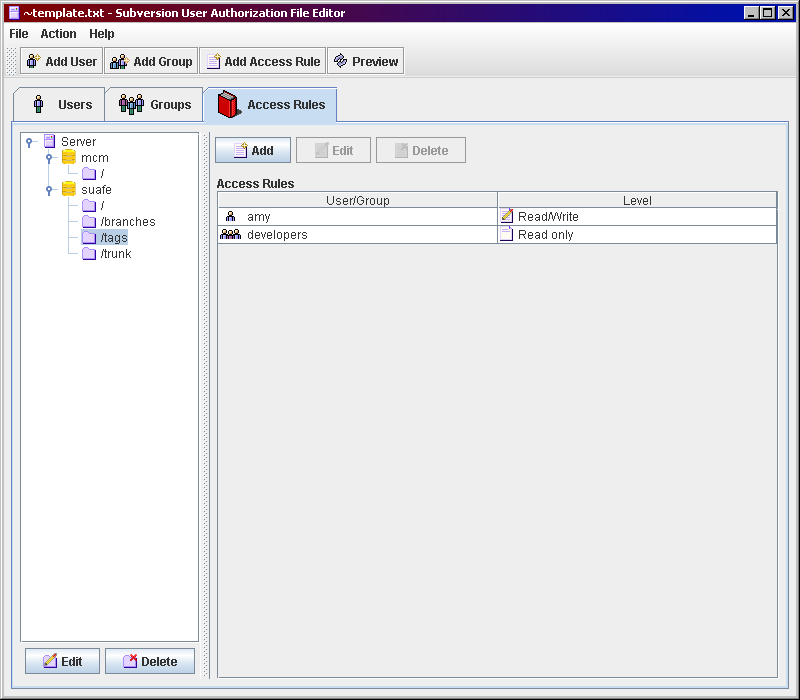 ~template.txt - Subversion User Authorization File Editor
File Action Help
Add User Add Group Add Access Rule Preview
Users Groups Access Rules
Server
mcm
/
suafe
/
/branches
/tags
/trunk
Edit Delete
Add Edit Delete
Access Rules
User/Group Level
amy Read/Write
developers Read only